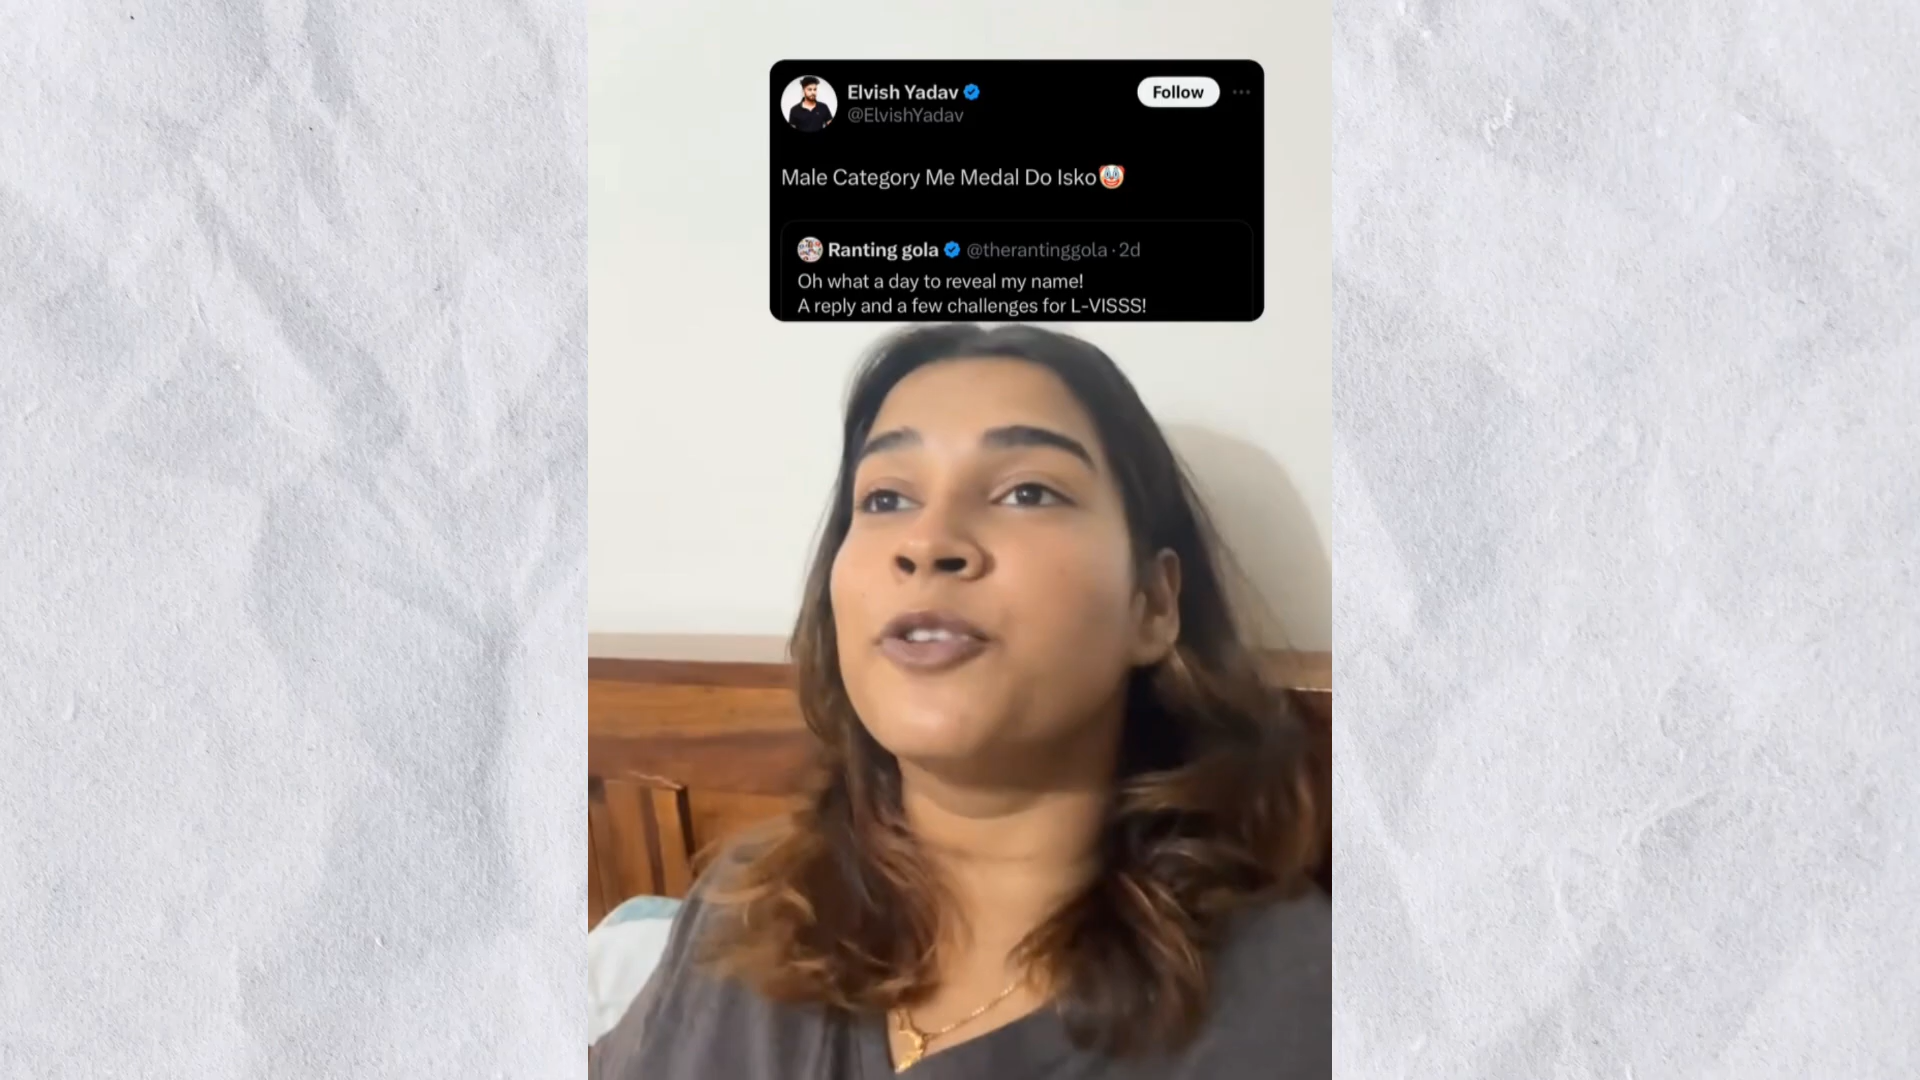 Elvish Yadav
Follow
@ElvishYadav
Male Category Me Medal Do Isko🤡
Ranting gola @therantinggola · 2d
Oh what a day to reveal my name!
A reply and a few challenges for L-VISSS!